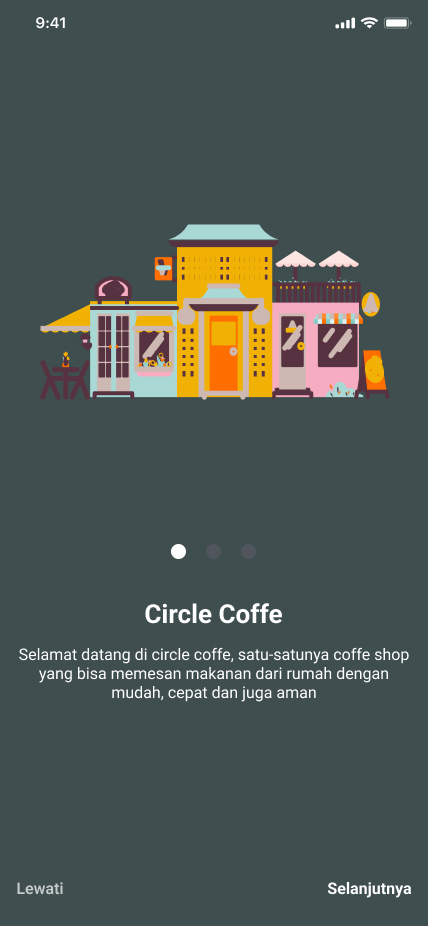 9:41
Circle Coffe
Selamat datang di circle coffe, satu-satunya coffe shop
yang bisa memesan makanan dari rumah dengan
mudah, cepat dan juga aman
Lewati
Selanjutnya